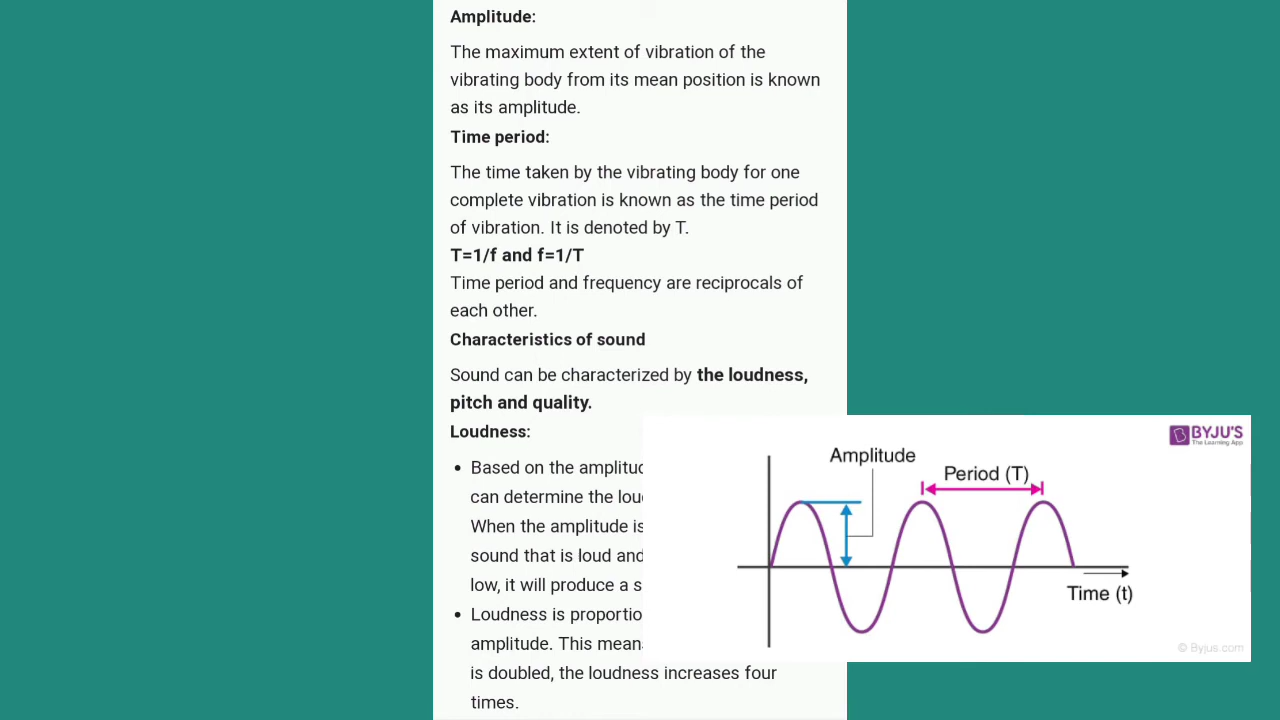 Amplitude:
The maximum extent of vibration of the
vibrating body from its mean position is known
as its amplitude.
Time period:
The time taken by the vibrating body for one
complete vibration is known as the time period
of vibration. It is denoted by T.
T=1/f and f=1/T
Time period and frequency are reciprocals of
each other.
Characteristics of sound
Sound can be characterized by the loudness,
pitch and quality.
Loudness:
• Based on the
can determine the
When the amplitude
sound that is loud and
low, it will produce a
• Loudness is
amplitude. This
is doubled, the loudness increases four
times.
BYJU'S
The Learning App
Amplitude
Period (T)
Time (t)
© Byjus.com